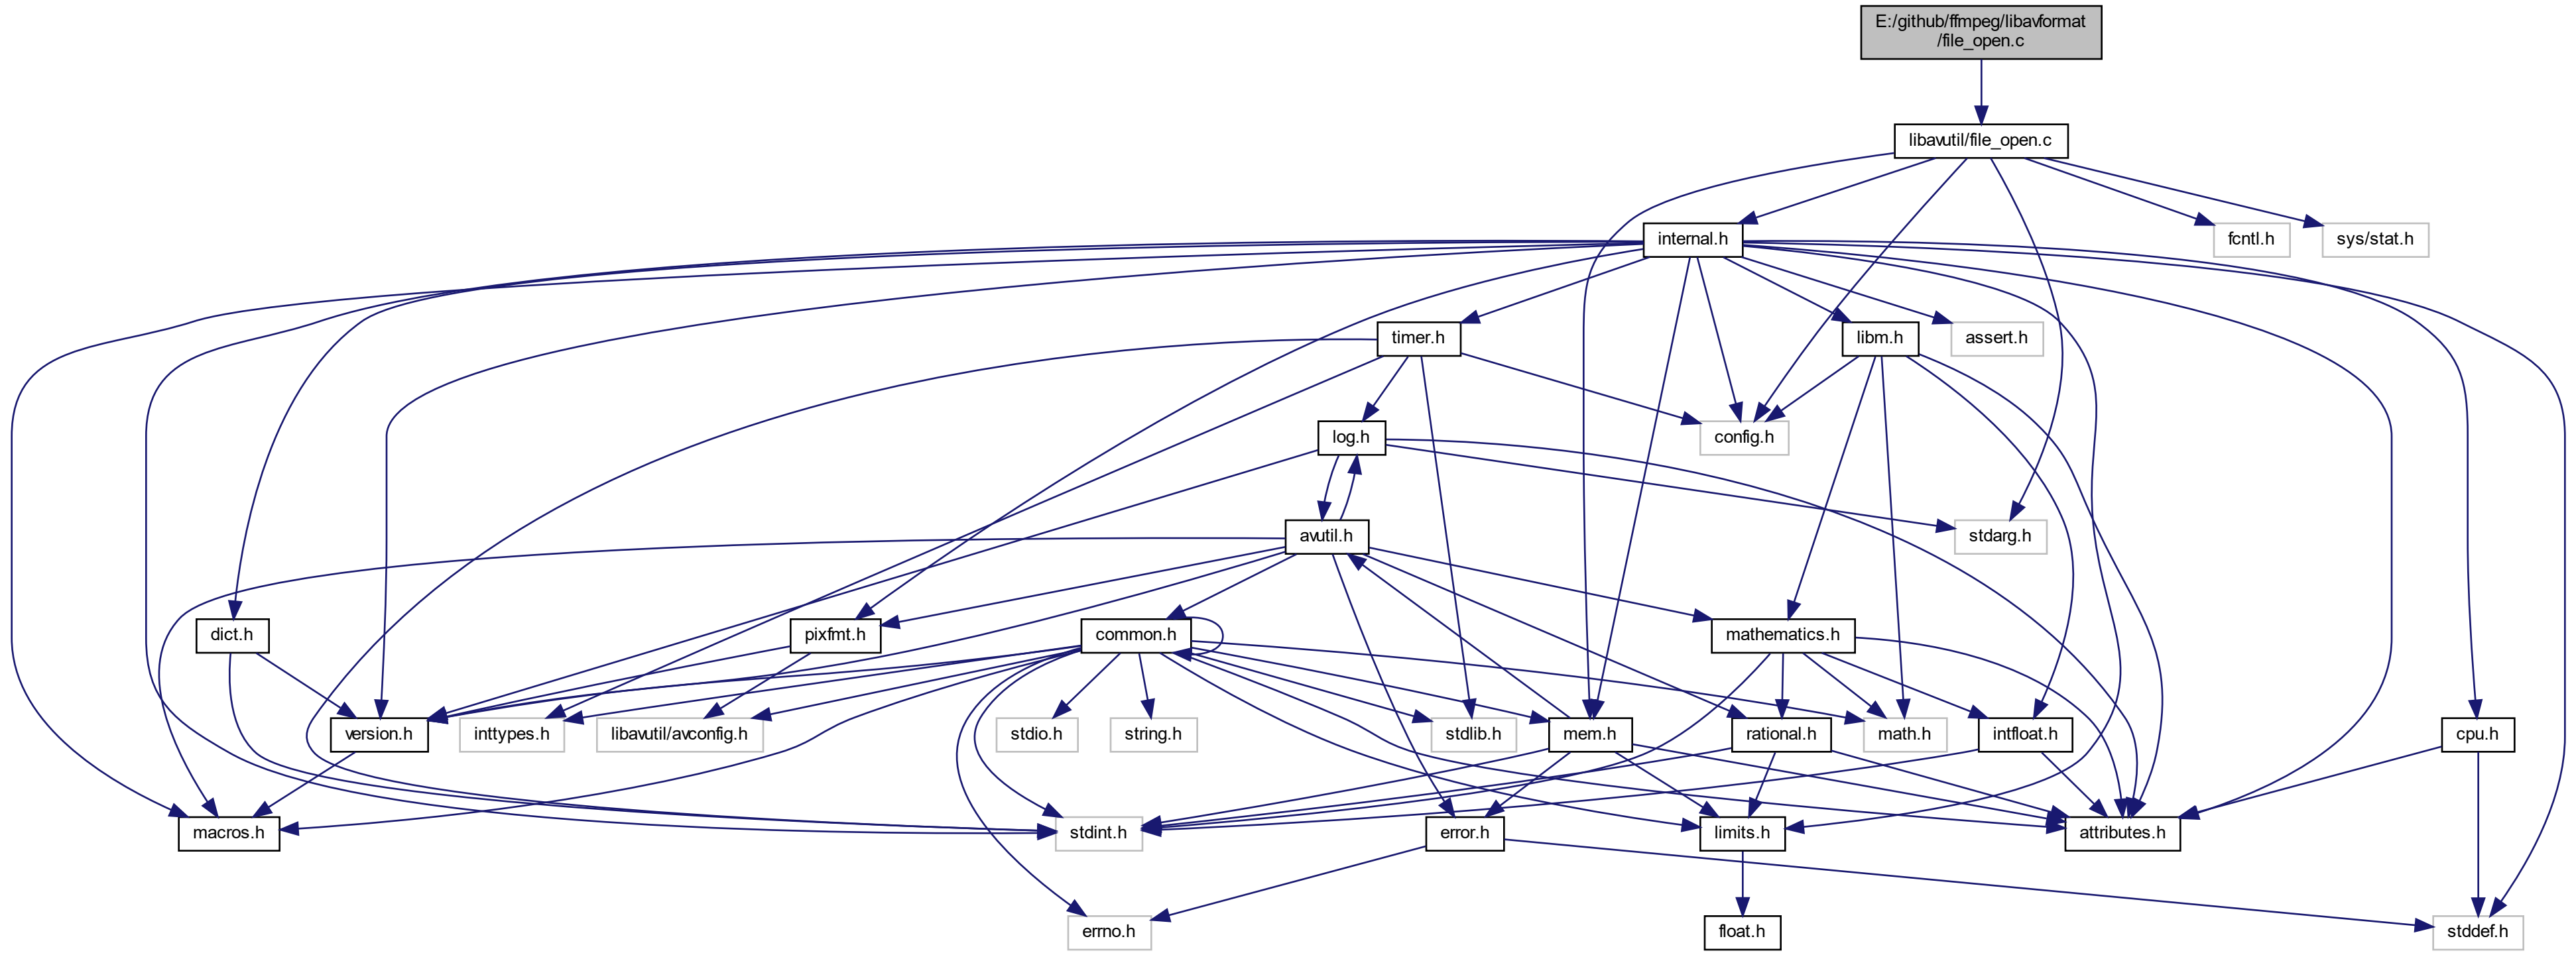 E:/github/ffmpeg/libavformat
/file_open.c
libavutil/file_open.c
internal.h
fcntl.h
sys/stat.h
timer.h
libm.h
assert.h
log.h
config.h
avutil.h
stdarg.h
dict.h
pixfmt.h
common.h
mathematics.h
version.h
inttypes.h
libavutil/avconfig.h
stdio.h
string.h
stdlib.h
mem.h
rational.h
math.h
intfloat.h
cpu.h
macros.h
stdint.h
error.h
limits.h
attributes.h
errno.h
float.h
stddef.h